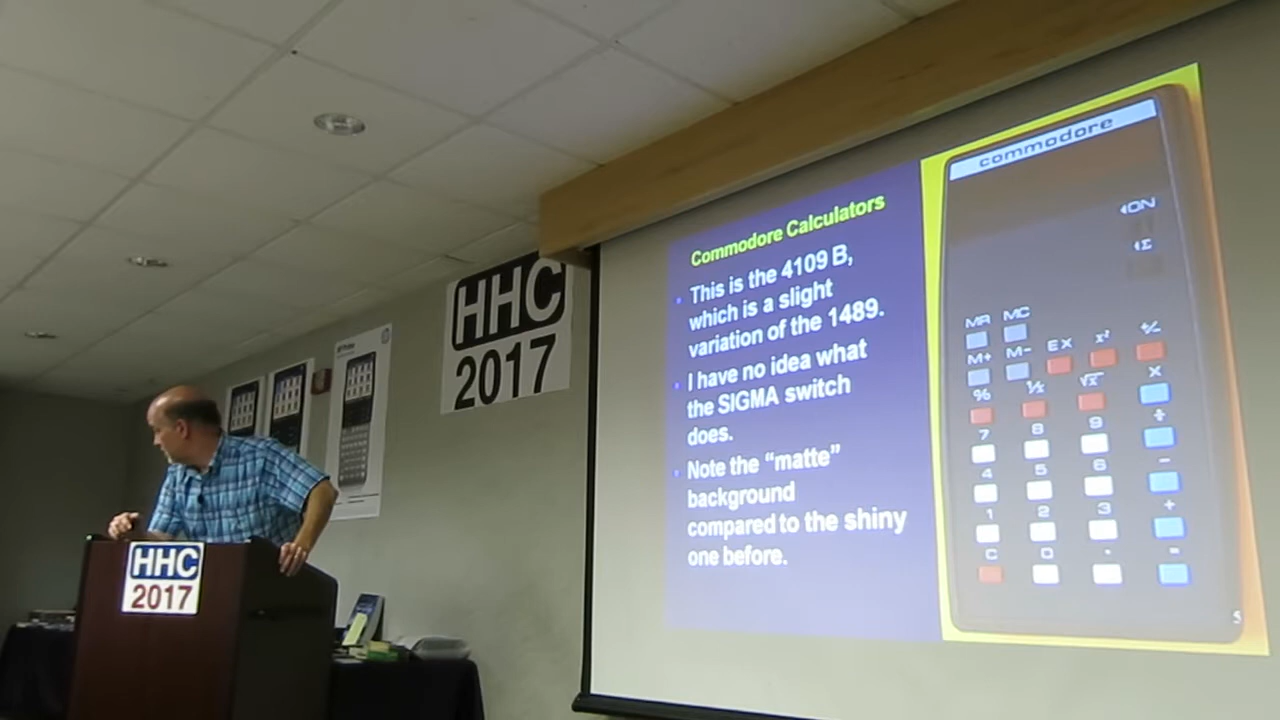 HHC
2017
HHC
2017
Commodore Calculators
This is the 4109 B,
which is a slight
variation of the 1489.
I have no idea what
the SIGMA switch
does.
Note the “matte”
background
compared to the shiny
one before.
commodore
ON
Σ
MR MC
M+ M- EX x² +/-
% 1/x √x ×
7 8 9 ÷
4 5 6 -
1 2 3 +
C 0 . =
5